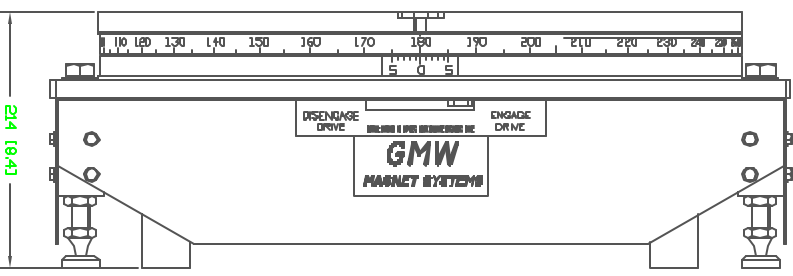 110 120 130 140 150 160 170 180 190 200 210 220 230 240
5 0 5
DISENGAGE
DRIVE
ENGAGE
DRIVE
GMW
MAGNET SYSTEMS
214 [8.4]